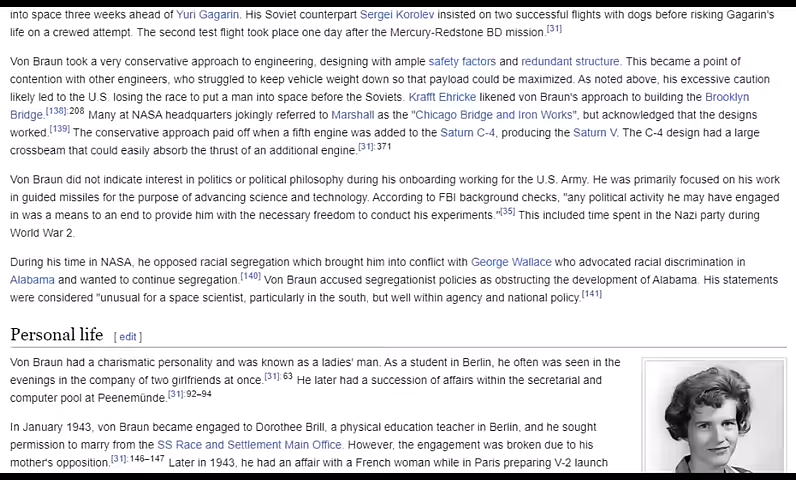 into space three weeks ahead of Yuri Gagarin. His Soviet counterpart Sergei Korolev insisted on two successful flights with dogs before risking Gagarin's
life on a crewed attempt. The second test flight took place one day after the Mercury-Redstone BD mission.[31]
Von Braun took a very conservative approach to engineering, designing with ample safety factors and redundant structure. This became a point of
contention with other engineers, who struggled to keep vehicle weight down so that payload could be maximized. As noted above, his excessive caution
likely led to the U.S. losing the race to put a man into space before the Soviets. Krafft Ehricke likened von Braun's approach to building the Brooklyn
Bridge.[138]:208 Many at NASA headquarters jokingly referred to Marshall as the "Chicago Bridge and Iron Works", but acknowledged that the designs
worked.[139] The conservative approach paid off when a fifth engine was added to the Saturn C-4, producing the Saturn V. The C-4 design had a large
crossbeam that could easily absorb the thrust of an additional engine.[31]:371
Von Braun did not indicate interest in politics or political philosophy during his onboarding working for the U.S. Army. He was primarily focused on his work
in guided missiles for the purpose of advancing science and technology. According to FBI background checks, "any political activity he may have engaged
in was a means to an end to provide him with the necessary freedom to conduct his experiments."[35] This included time spent in the Nazi party during
World War 2.
During his time in NASA, he opposed racial segregation which brought him into conflict with George Wallace who advocated racial discrimination in
Alabama and wanted to continue segregation.[140] Von Braun accused segregationist policies as obstructing the development of Alabama. His statements
were considered "unusual for a space scientist, particularly in the south, but well within agency and national policy.[141]
Personal life [ edit ]
Von Braun had a charismatic personality and was known as a ladies' man. As a student in Berlin, he often was seen in the
evenings in the company of two girlfriends at once.[31]:63 He later had a succession of affairs within the secretarial and
computer pool at Peenemünde.[31]:92–94
In January 1943, von Braun became engaged to Dorothee Brill, a physical education teacher in Berlin, and he sought
permission to marry from the SS Race and Settlement Main Office. However, the engagement was broken due to his
mother's opposition.[31]:146–147 Later in 1943, he had an affair with a French woman while in Paris preparing V-2 launch